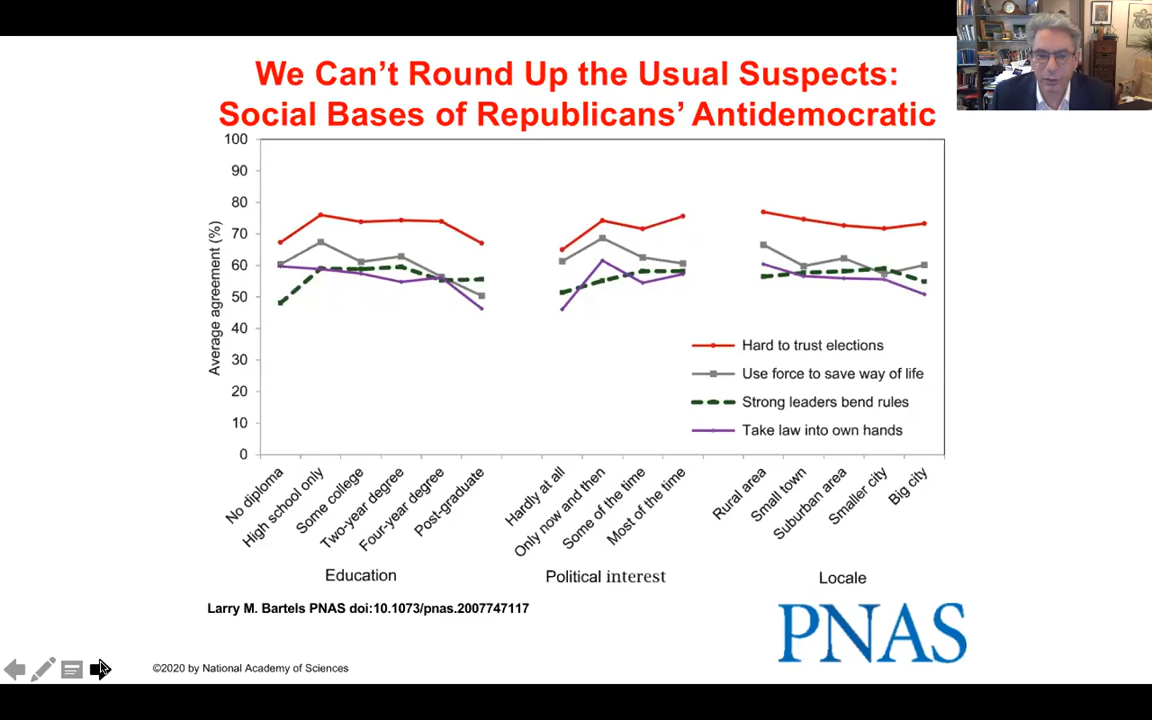 We Can't Round Up the Usual Suspects:
Social Bases of Republicans' Antidemocratic
100
90
80
70
60
50
40
30
20
10
0
Average agreement (%)
Hard to trust elections
Use force to save way of life
Strong leaders bend rules
Take law into own hands
No diploma
High school only
Some college
Two-year degree
Four-year degree
Post-graduate
Hardly at all
Only now and then
Some of the time
Most of the time
Rural area
Small town
Suburban area
Smaller city
Big city
Education
Political interest
Locale
Larry M. Bartels PNAS doi:10.1073/pnas.2007747117
PNAS
©2020 by National Academy of Sciences